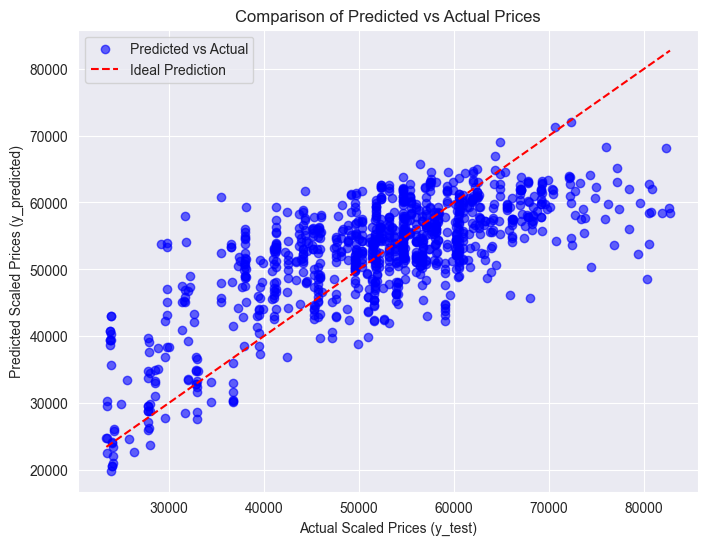 Comparison of Predicted vs Actual Prices
Predicted vs Actual
Ideal Prediction
Predicted Scaled Prices (y_predicted)
80000
70000
60000
50000
40000
30000
20000
30000
40000
50000
60000
70000
80000
Actual Scaled Prices (y_test)